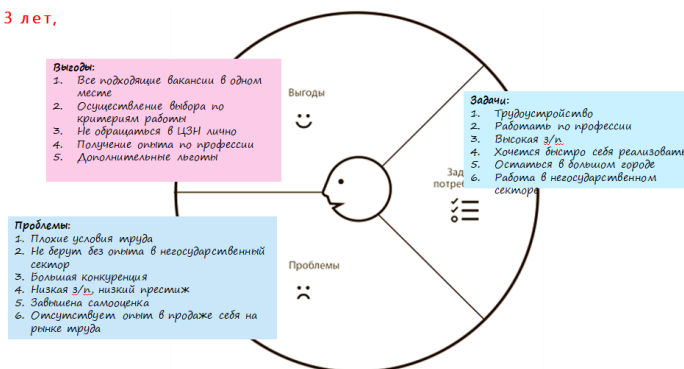 3 лет,
Выгоды:
1. Все подходящие вакансии в одном
месте
2. Осуществление выбора по
критериям работы
3. Не обращаться в ЦЗН лично
4. Получение опыта по профессии
5. Дополнительные льготы
Выгоды
Задачи:
1. Трудоустройство
2. Работать по профессии
3. Высокая з/п
4. Хочется быстро себя реализовать
5. Остаться в большом городе
6. Работа в негосударственном
секторе
Проблемы:
1. Плохие условия труда
2. Не берут без опыта в негосударственный
сектор
3. Большая конкуренция
4. Низкая з/п, низкий престиж
5. Завышена самооценка
6. Отсутствует опыт в продаже себя на
рынке труда
Проблемы